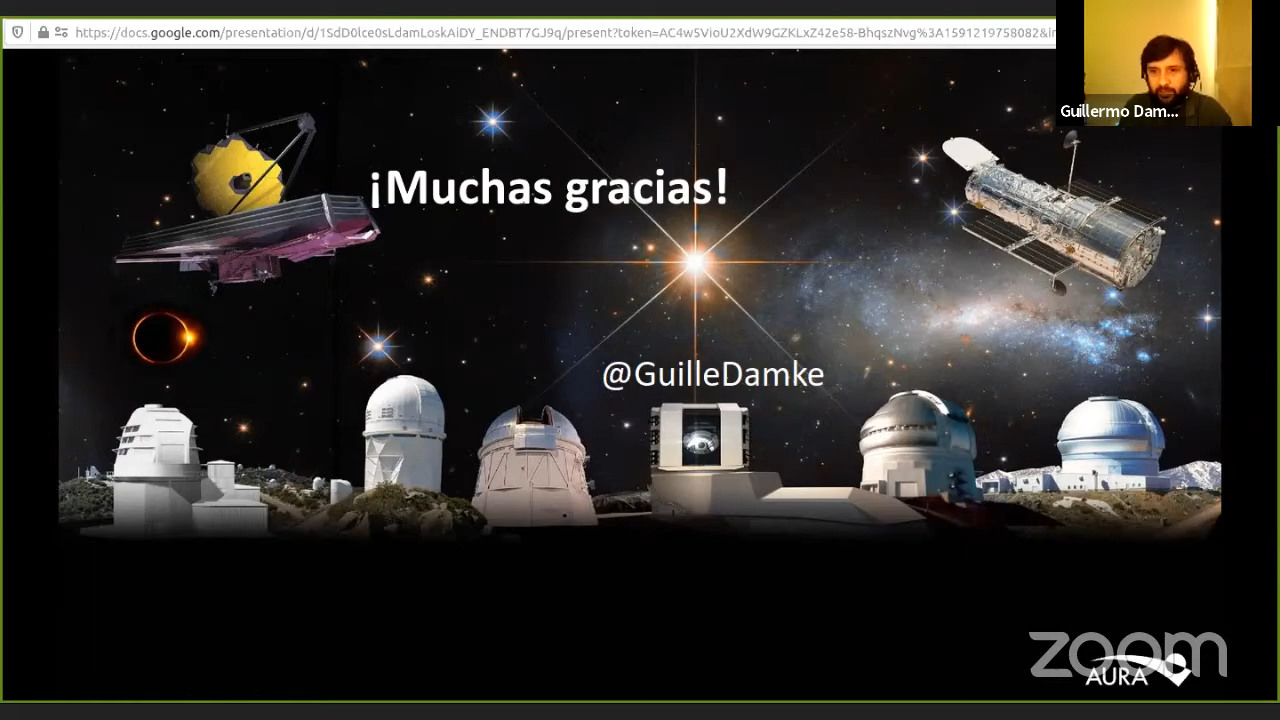 https://docs.google.com/presentation/d/1SdD0lce0sLdamLoskAiDY_ENDBT7GJ9q/present?token=AC4w5VioU2XdW9GZKLxZ42e58-BhqszNvg%3A1591219758082&i
Guillermo Dam...
¡Muchas gracias!
@GuilleDamke
zoom
AURA